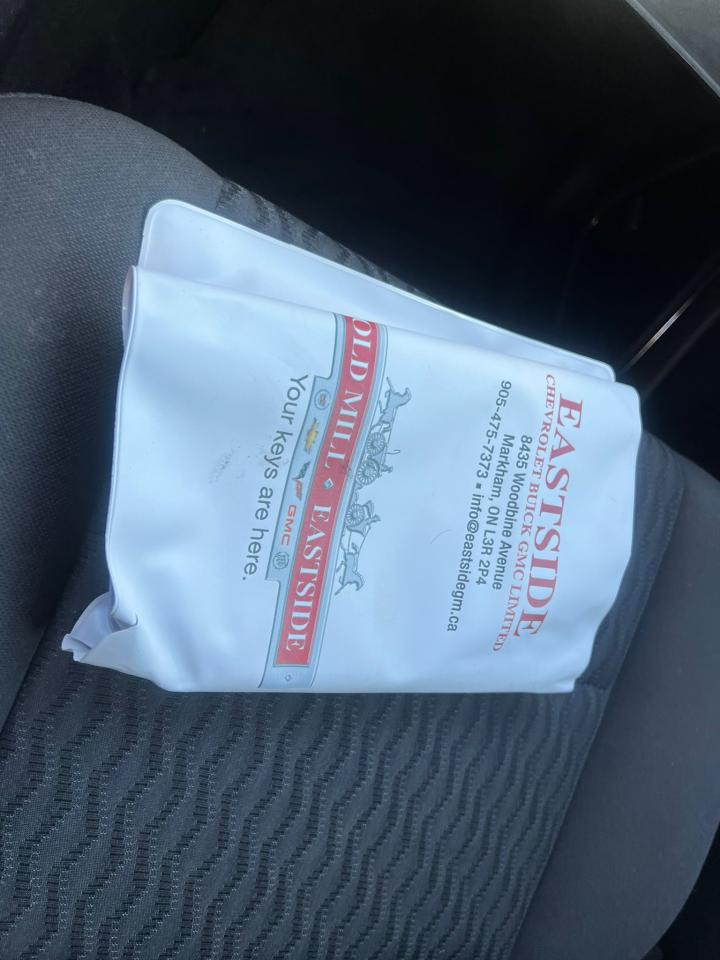 EASTSIDE
CHEVROLET BUICK GMC LIMITED
8435 Woodbine Avenue
Markham, ON L3R 2P4
905-475-7373 ▪ info@eastsidegm.ca
OLD MILL EASTSIDE
GMC
Your keys are here.